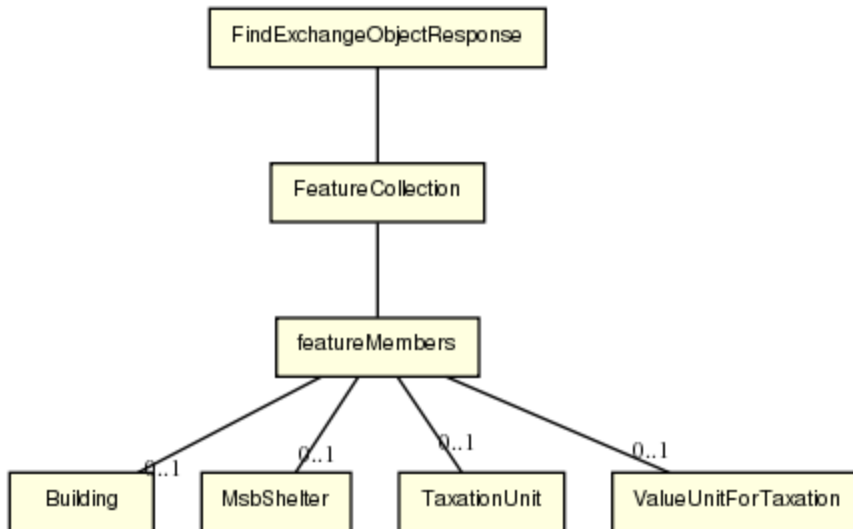 FindExchangeObjectResponse
FeatureCollection
featureMembers
0..1
0..1
0..1
0..1
Building
MsbShelter
TaxationUnit
ValueUnitForTaxation